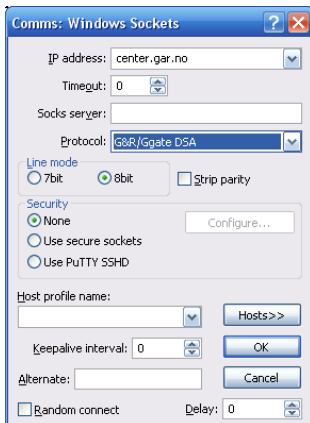 Comms: Windows Sockets
IP address: center.gar.no
Timeout: 0
Socks server:
Protocol: G&R/Ggate DSA
Line mode
7bit 8bit Strip parity
Security
None Configure...
Use secure sockets
Use PuTTY SSHD
Host profile name:
Hosts>>
Keepalive interval: 0 OK
Alternate: Cancel
Random connect Delay: 0